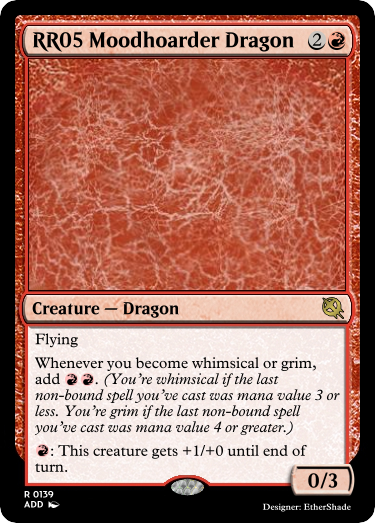 RR05 Moodhoarder Dragon 2
Creature — Dragon
Flying
Whenever you become whimsical or grim,
add. (You're whimsical if the last
non-bound spell you've cast was mana value 3 or
less. You're grim if the last non-bound spell
you've cast was mana value 4 or greater.)
: This creature gets +1/+0 until end of
turn.
0/3
R 0139
ADD
Designer: EtherShade